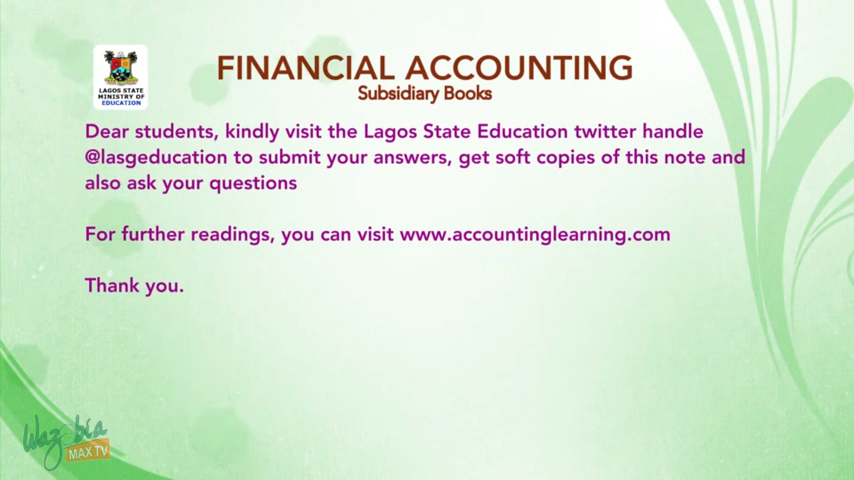 FINANCIAL ACCOUNTING
Subsidiary Books
LAGOS STATE
MINISTRY OF
EDUCATION
Dear students, kindly visit the Lagos State Education twitter handle
@lasgeducation to submit your answers, get soft copies of this note and
also ask your questions
For further readings, you can visit www.accountinglearning.com
Thank you.
Wazobia
MAX TV